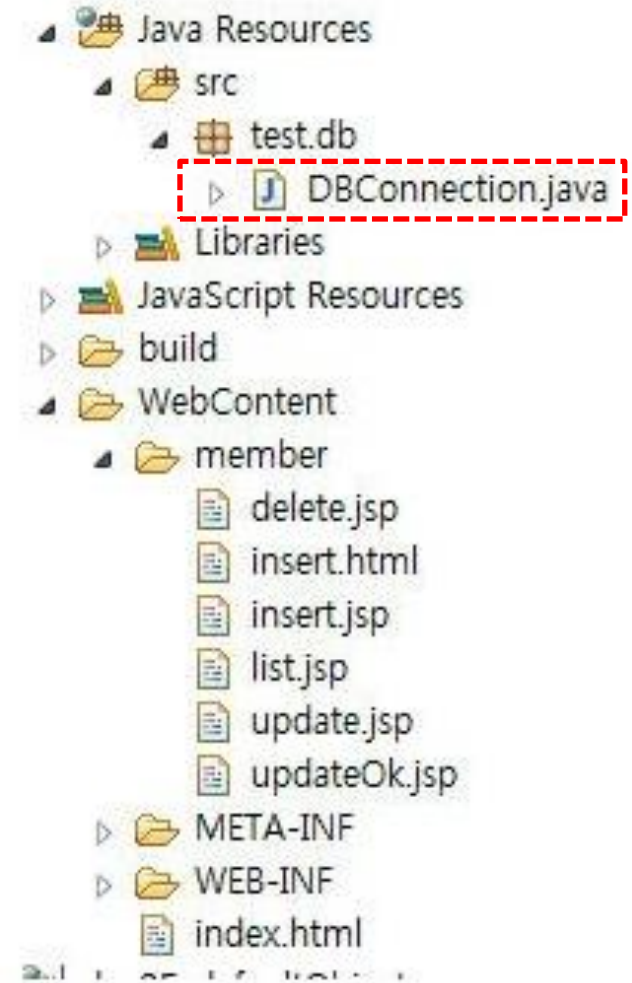 Java Resources
src
test.db
DBConnection.java
Libraries
JavaScript Resources
build
WebContent
member
delete.jsp
insert.html
insert.jsp
list.jsp
update.jsp
updateOk.jsp
META-INF
WEB-INF
index.html